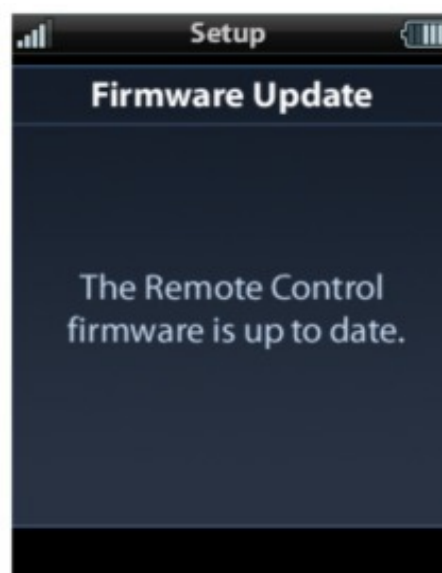 Setup
Firmware Update
The Remote Control
firmware is up to date.